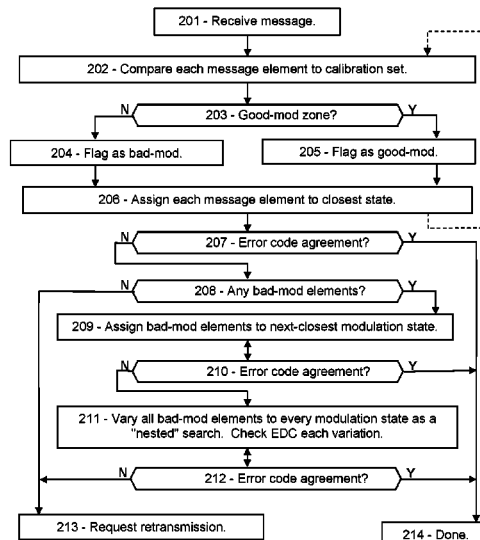 201 - Receive message.
202 - Compare each message element to calibration set.
N
203 - Good-mod zone?
Y
204 - Flag as bad-mod.
205 - Flag as good-mod.
206 - Assign each message element to closest state.
N
207 - Error code agreement?
Y
N
208 - Any bad-mod elements?
Y
209 - Assign bad-mod elements to next-closest modulation state.
N
210 - Error code agreement?
Y
211 - Vary all bad-mod elements to every modulation state as a
"nested" search. Check EDC each variation.
N
212 - Error code agreement?
Y
213 - Request retransmission.
214 - Done.